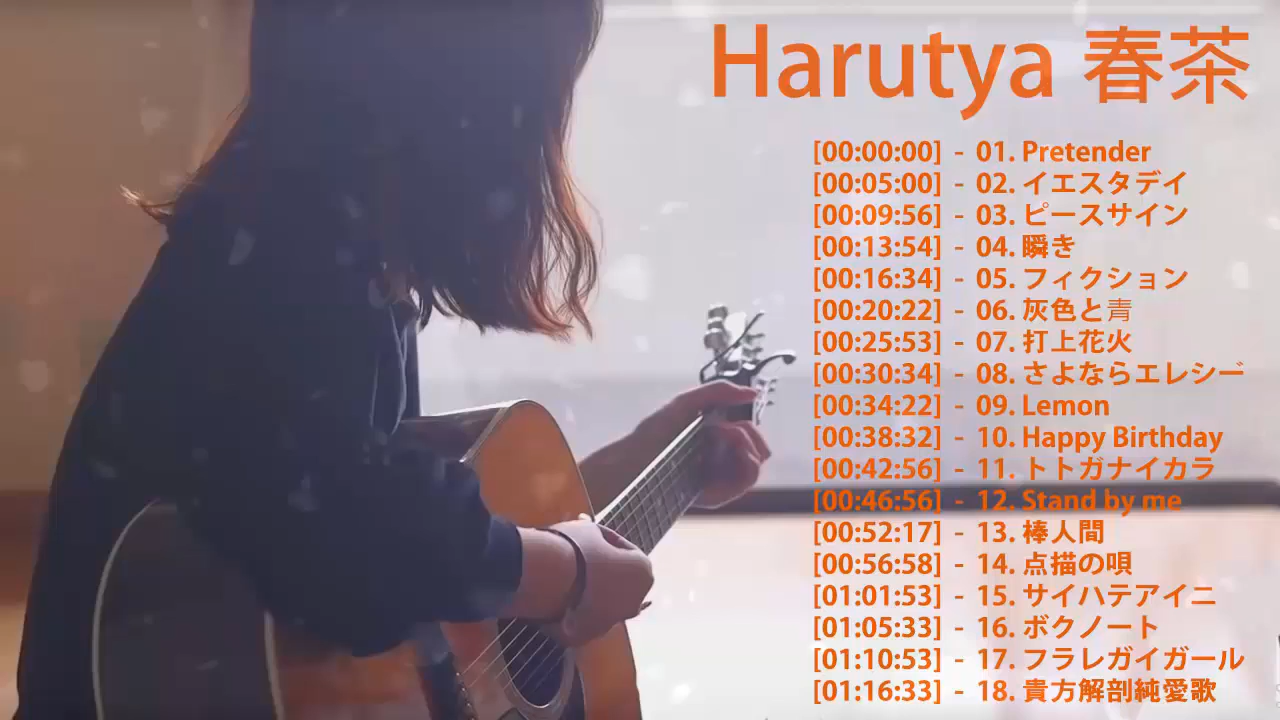 Harutya 春茶
[00:00:00] - 01. Pretender
[00:05:00] - 02. イエスタデイ
[00:09:56] - 03. ピースサイン
[00:13:54] - 04. 瞬き
[00:16:34] - 05. フィクション
[00:20:22] - 06. 灰色と青
[00:25:53] - 07. 打上花火
[00:30:34] - 08. さよならエレジー
[00:34:22] - 09. Lemon
[00:38:32] - 10. Happy Birthday
[00:42:56] - 11. トトガナイカラ
[00:46:56] - 12. Stand by me
[00:52:17] - 13. 棒人間
[00:56:58] - 14. 点描の唄
[01:01:53] - 15. サイハテアイニ
[01:05:33] - 16. ボクノート
[01:10:53] - 17. フラレガイガール
[01:16:33] - 18. 貴方解剖純愛歌